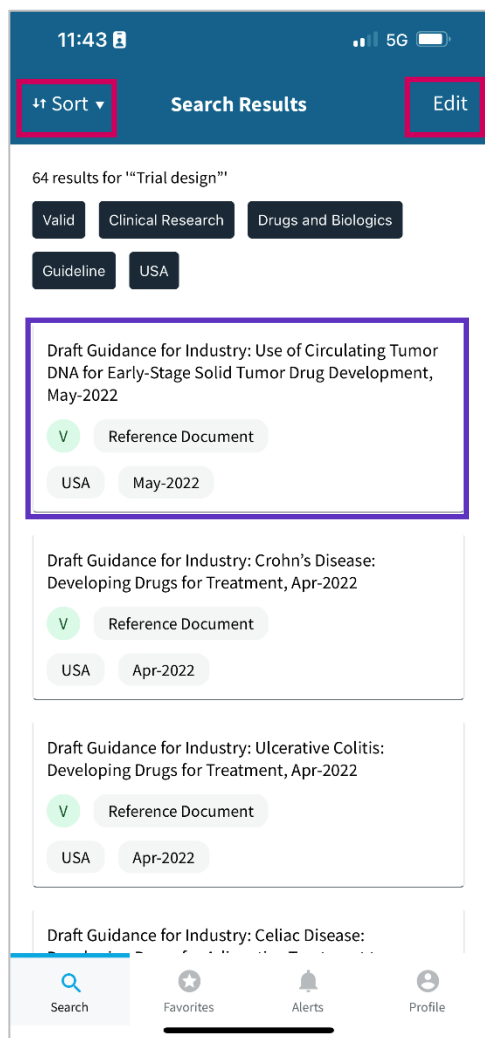 11:43 5G
Sort Search Results Edit
64 results for '“Trial design”'
Valid Clinical Research Drugs and Biologics
Guideline USA
Draft Guidance for Industry: Use of Circulating Tumor
DNA for Early-Stage Solid Tumor Drug Development,
May-2022
V Reference Document
USA May-2022
Draft Guidance for Industry: Crohn’s Disease:
Developing Drugs for Treatment, Apr-2022
V Reference Document
USA Apr-2022
Draft Guidance for Industry: Ulcerative Colitis:
Developing Drugs for Treatment, Apr-2022
V Reference Document
USA Apr-2022
Draft Guidance for Industry: Celiac Disease:
Search Favorites Alerts Profile